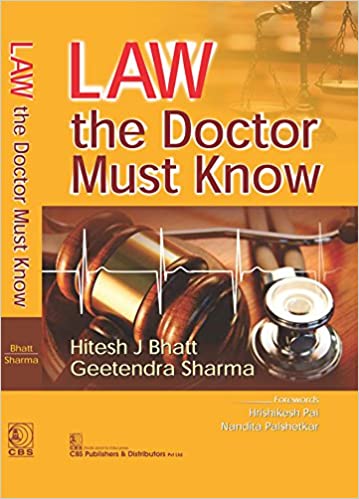 LAW the Doctor Must Know
Bhatt
Sharma
CBS
LAW
the Doctor
Must Know
Hitesh J Bhatt
Geetendra Sharma
Forewords
Hrishikesh Pai
Nandita Palshetkar
CBS
CBS Publishers & Distributors Pvt Ltd